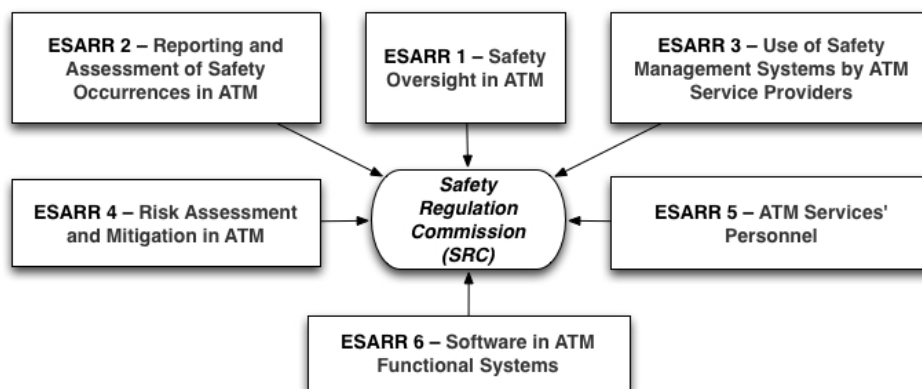 ESARR 2 – Reporting and
Assessment of Safety
Occurrences in ATM
ESARR 1 – Safety
Oversight in ATM
ESARR 3 – Use of Safety
Management Systems by ATM
Service Providers
ESARR 4 – Risk Assessment
and Mitigation in ATM
Safety
Regulation
Commission
(SRC)
ESARR 5 – ATM Services'
Personnel
ESARR 6 – Software in ATM
Functional Systems